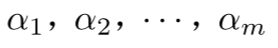 α₁, α₂, ⋯, αₘ